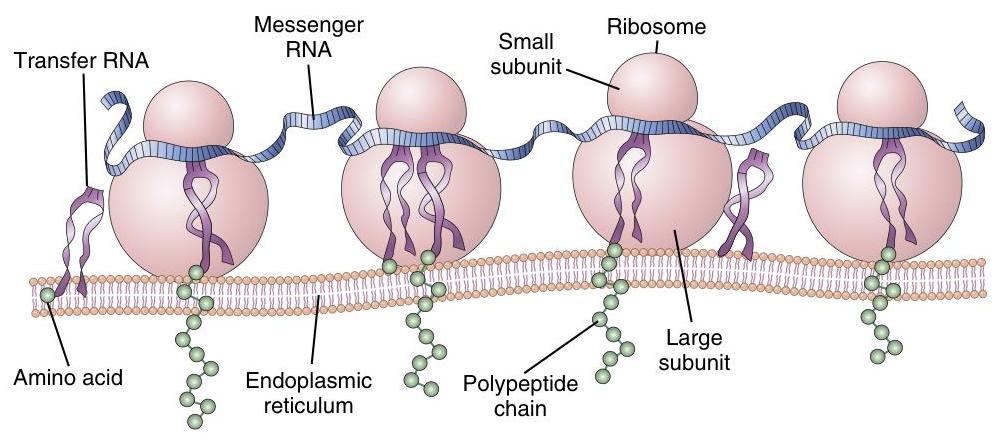 Messenger
RNA
Ribosome
Small
subunit
Transfer RNA
Amino acid
Endoplasmic
reticulum
Polypeptide
chain
Large
subunit